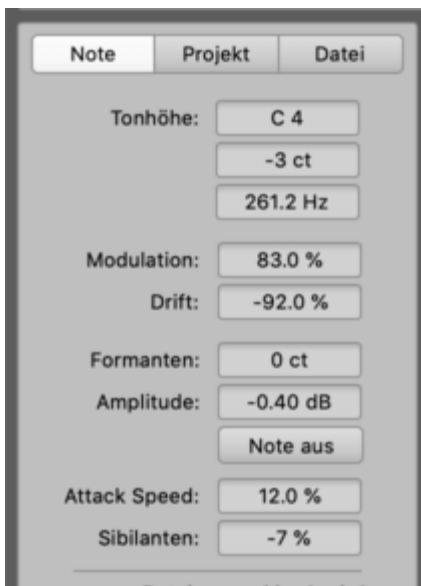 Note Projekt Datei
Tonhöhe: C 4
-3 ct
261.2 Hz
Modulation: 83.0 %
Drift: -92.0 %
Formanten: 0 ct
Amplitude: -0.40 dB
Note aus
Attack Speed: 12.0 %
Sibilanten: -7 %